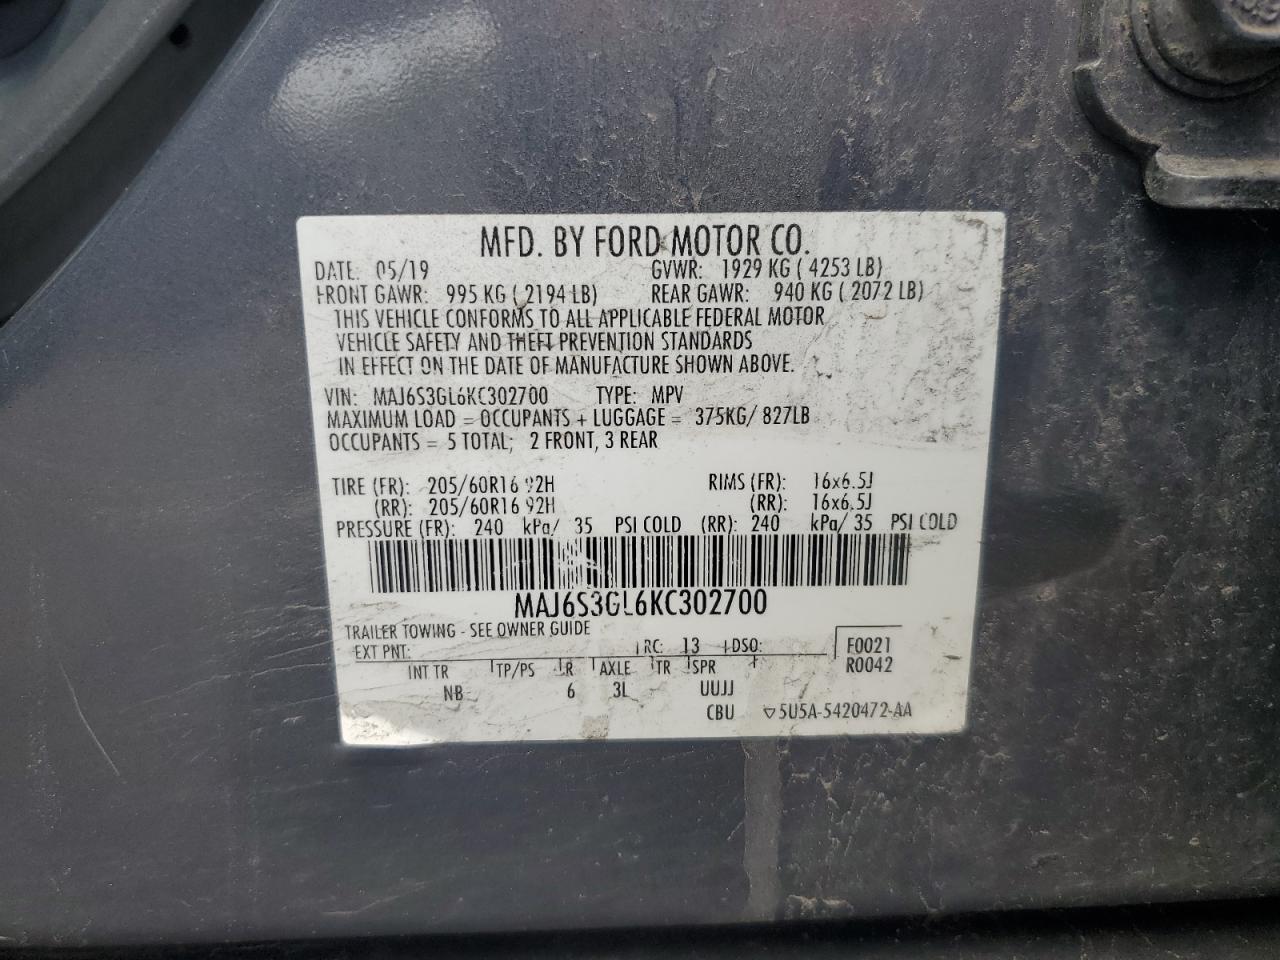 MFD. BY FORD MOTOR CO.
DATE: 05/19 GVWR: 1929 KG ( 4253 LB)
FRONT GAWR: 995 KG ( 2194 LB) REAR GAWR: 940 KG ( 2072 LB)
THIS VEHICLE CONFORMS TO ALL APPLICABLE FEDERAL MOTOR
VEHICLE SAFETY AND THEFT PREVENTION STANDARDS
IN EFFECT ON THE DATE OF MANUFACTURE SHOWN ABOVE.
VIN: MAJ6S3GL6KC302700 TYPE: MPV
MAXIMUM LOAD = OCCUPANTS + LUGGAGE = 375KG/ 827LB
OCCUPANTS = 5 TOTAL; 2 FRONT, 3 REAR
TIRE (FR): 205/60R16 92H RIMS (FR): 16x6.5J
(RR): 205/60R16 92H (RR): 16x6.5J
PRESSURE (FR): 240 kPa/ 35 PSI COLD (RR): 240 kPa/ 35 PSI COLD
MAJ6S3GL6KC302700
TRAILER TOWING - SEE OWNER GUIDE
EXT PNT: RC: 13 DSO: F0021
INT TR TP/PS R AXLE TR SPR R0042
NB 6 3L UUJJ
CBU ▽5U5A-5420472-AA